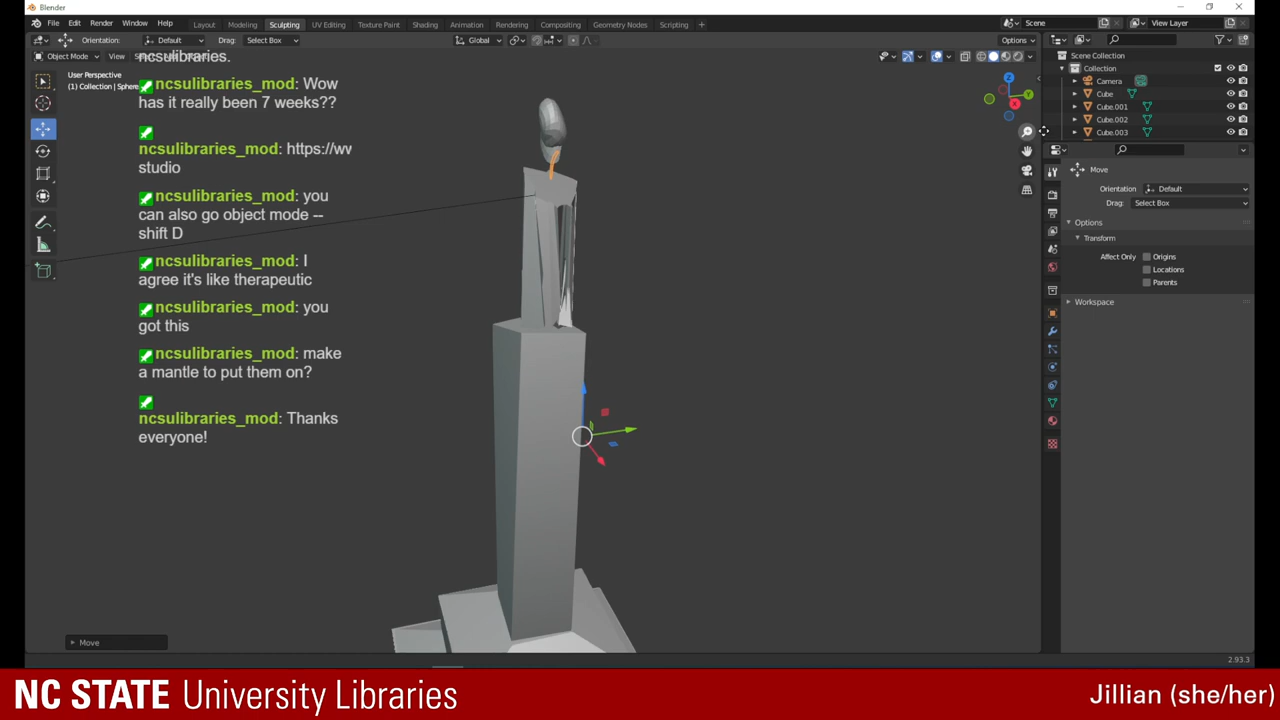 Blender
File Edit Render Window Help
Layout Modeling Sculpting UV Editing Texture Paint Shading Animation Rendering Compositing Geometry Nodes Scripting +
Scene
View Layer
Orientation: Default Drag: Select Box
Global
Options
Object Mode View
ncsulibraries.
User Perspective
(1) Collection | Sphere
ncsulibraries_mod: Wow
has it really been 7 weeks??
ncsulibraries_mod: https://wv
studio
ncsulibraries_mod: you
can also go object mode --
shift D
ncsulibraries_mod: I
agree it's like therapeutic
ncsulibraries_mod: you
got this
ncsulibraries_mod: make
a mantle to put them on?
ncsulibraries_mod: Thanks
everyone!
Z
Y
X
Scene Collection
Collection
Camera
Cube
Cube.001
Cube.002
Cube.003
Move
Orientation Default
Drag: Select Box
Options
Transform
Affect Only Origins
Locations
Parents
Workspace
Move
2.93.3
NC STATE University Libraries
Jillian (she/her)